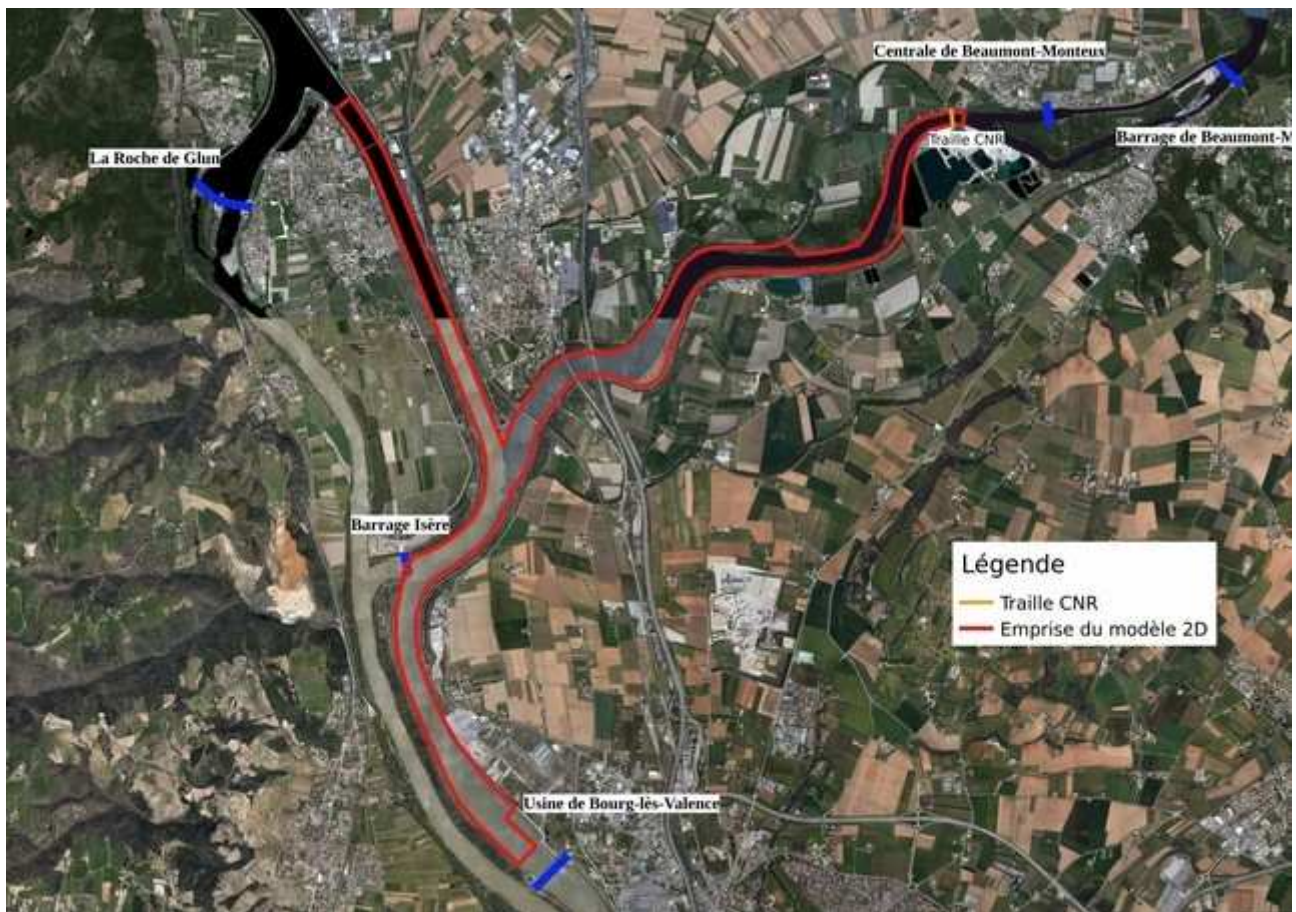 Centrale de Beaumont-Monteux
La Roche de Glun
Traille CNR
Barrage de Beaumont-M
Barrage Isère
Légende
Traille CNR
Emprise du modèle 2D
Usine de Bourg-lès-Valence